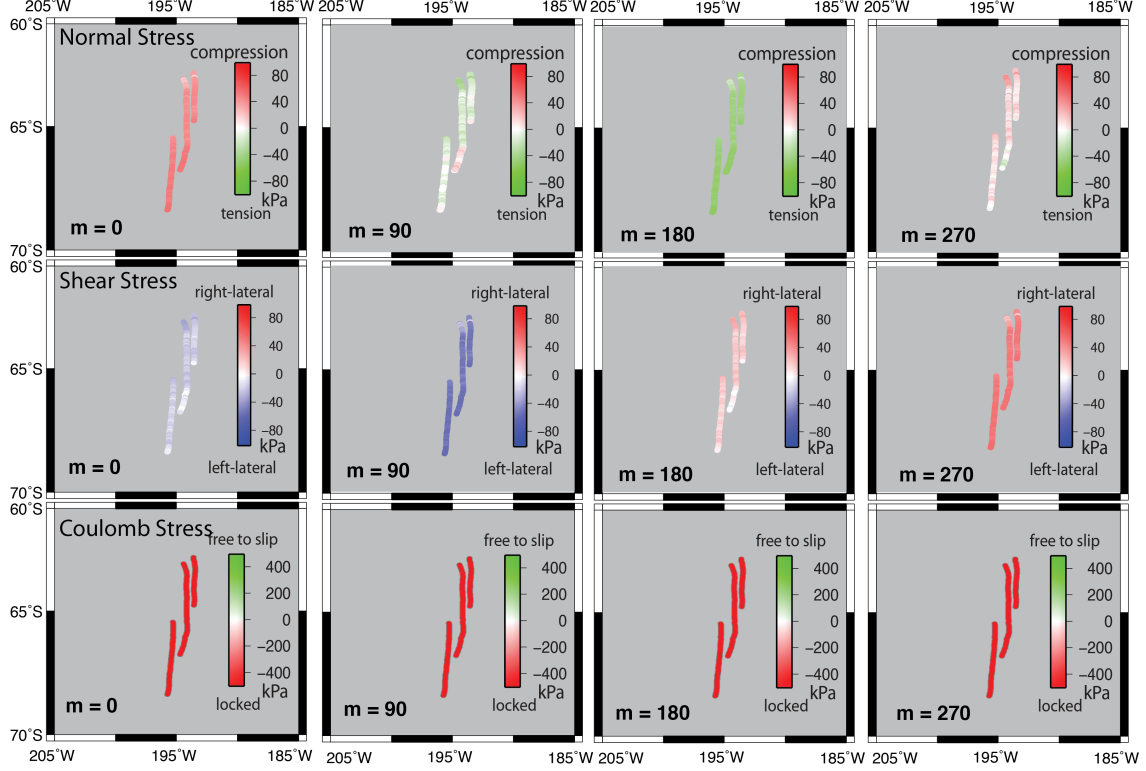 205˚W 195˚W 185˚W 205˚W 195˚W 185˚W 205˚W 195˚W 185˚W 205˚W 195˚W 185˚W
60˚S
Normal Stress
compression compression compression compression
80 80 80 80
40 40 40 40
65˚S 0 0 0 0
−40 −40 −40 −40
−80 −80 −80 −80
kPa kPa kPa kPa
tension tension tension tension
m = 0 m = 90 m = 180 m = 270
70˚S
60˚S
Shear Stress
right-lateral right-lateral right-lateral right-lateral
80 80 80 80
40 40 40 40
65˚S 0 0 0 0
−40 −40 −40 −40
−80 −80 −80 −80
kPa kPa kPa kPa
m = 0 left-lateral m = 90 left-lateral m = 180 left-lateral m = 270 left-lateral
70˚S
60˚S
Coulomb Stress
free to slip free to slip free to slip free to slip
400 400 400 400
200 200 200 200
65˚S 0 0 0 0
−200 −200 −200 −200
−400 −400 −400 −400
kPa kPa kPa kPa
m = 0 locked m = 90 locked m = 180 locked m = 270 locked
70˚S
205˚W 195˚W 185˚W 205˚W 195˚W 185˚W 205˚W 195˚W 185˚W 205˚W 195˚W 185˚W